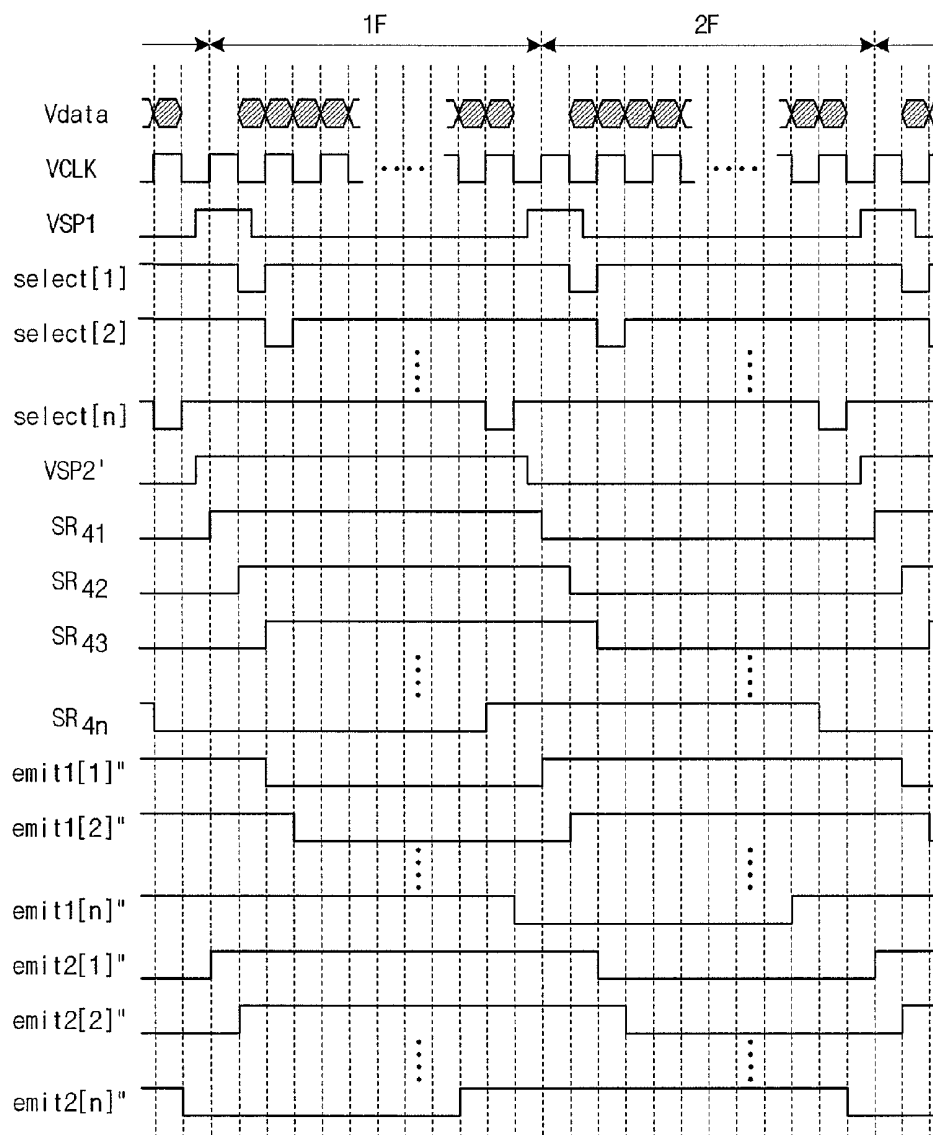 1F 2F
Vdata
VCLK
VSP1
select[1]
select[2]
select[n]
VSP2'
SR41
SR42
SR43
SR4n
emit1[1]"
emit1[2]"
emit1[n]"
emit2[1]"
emit2[2]"
emit2[n]"